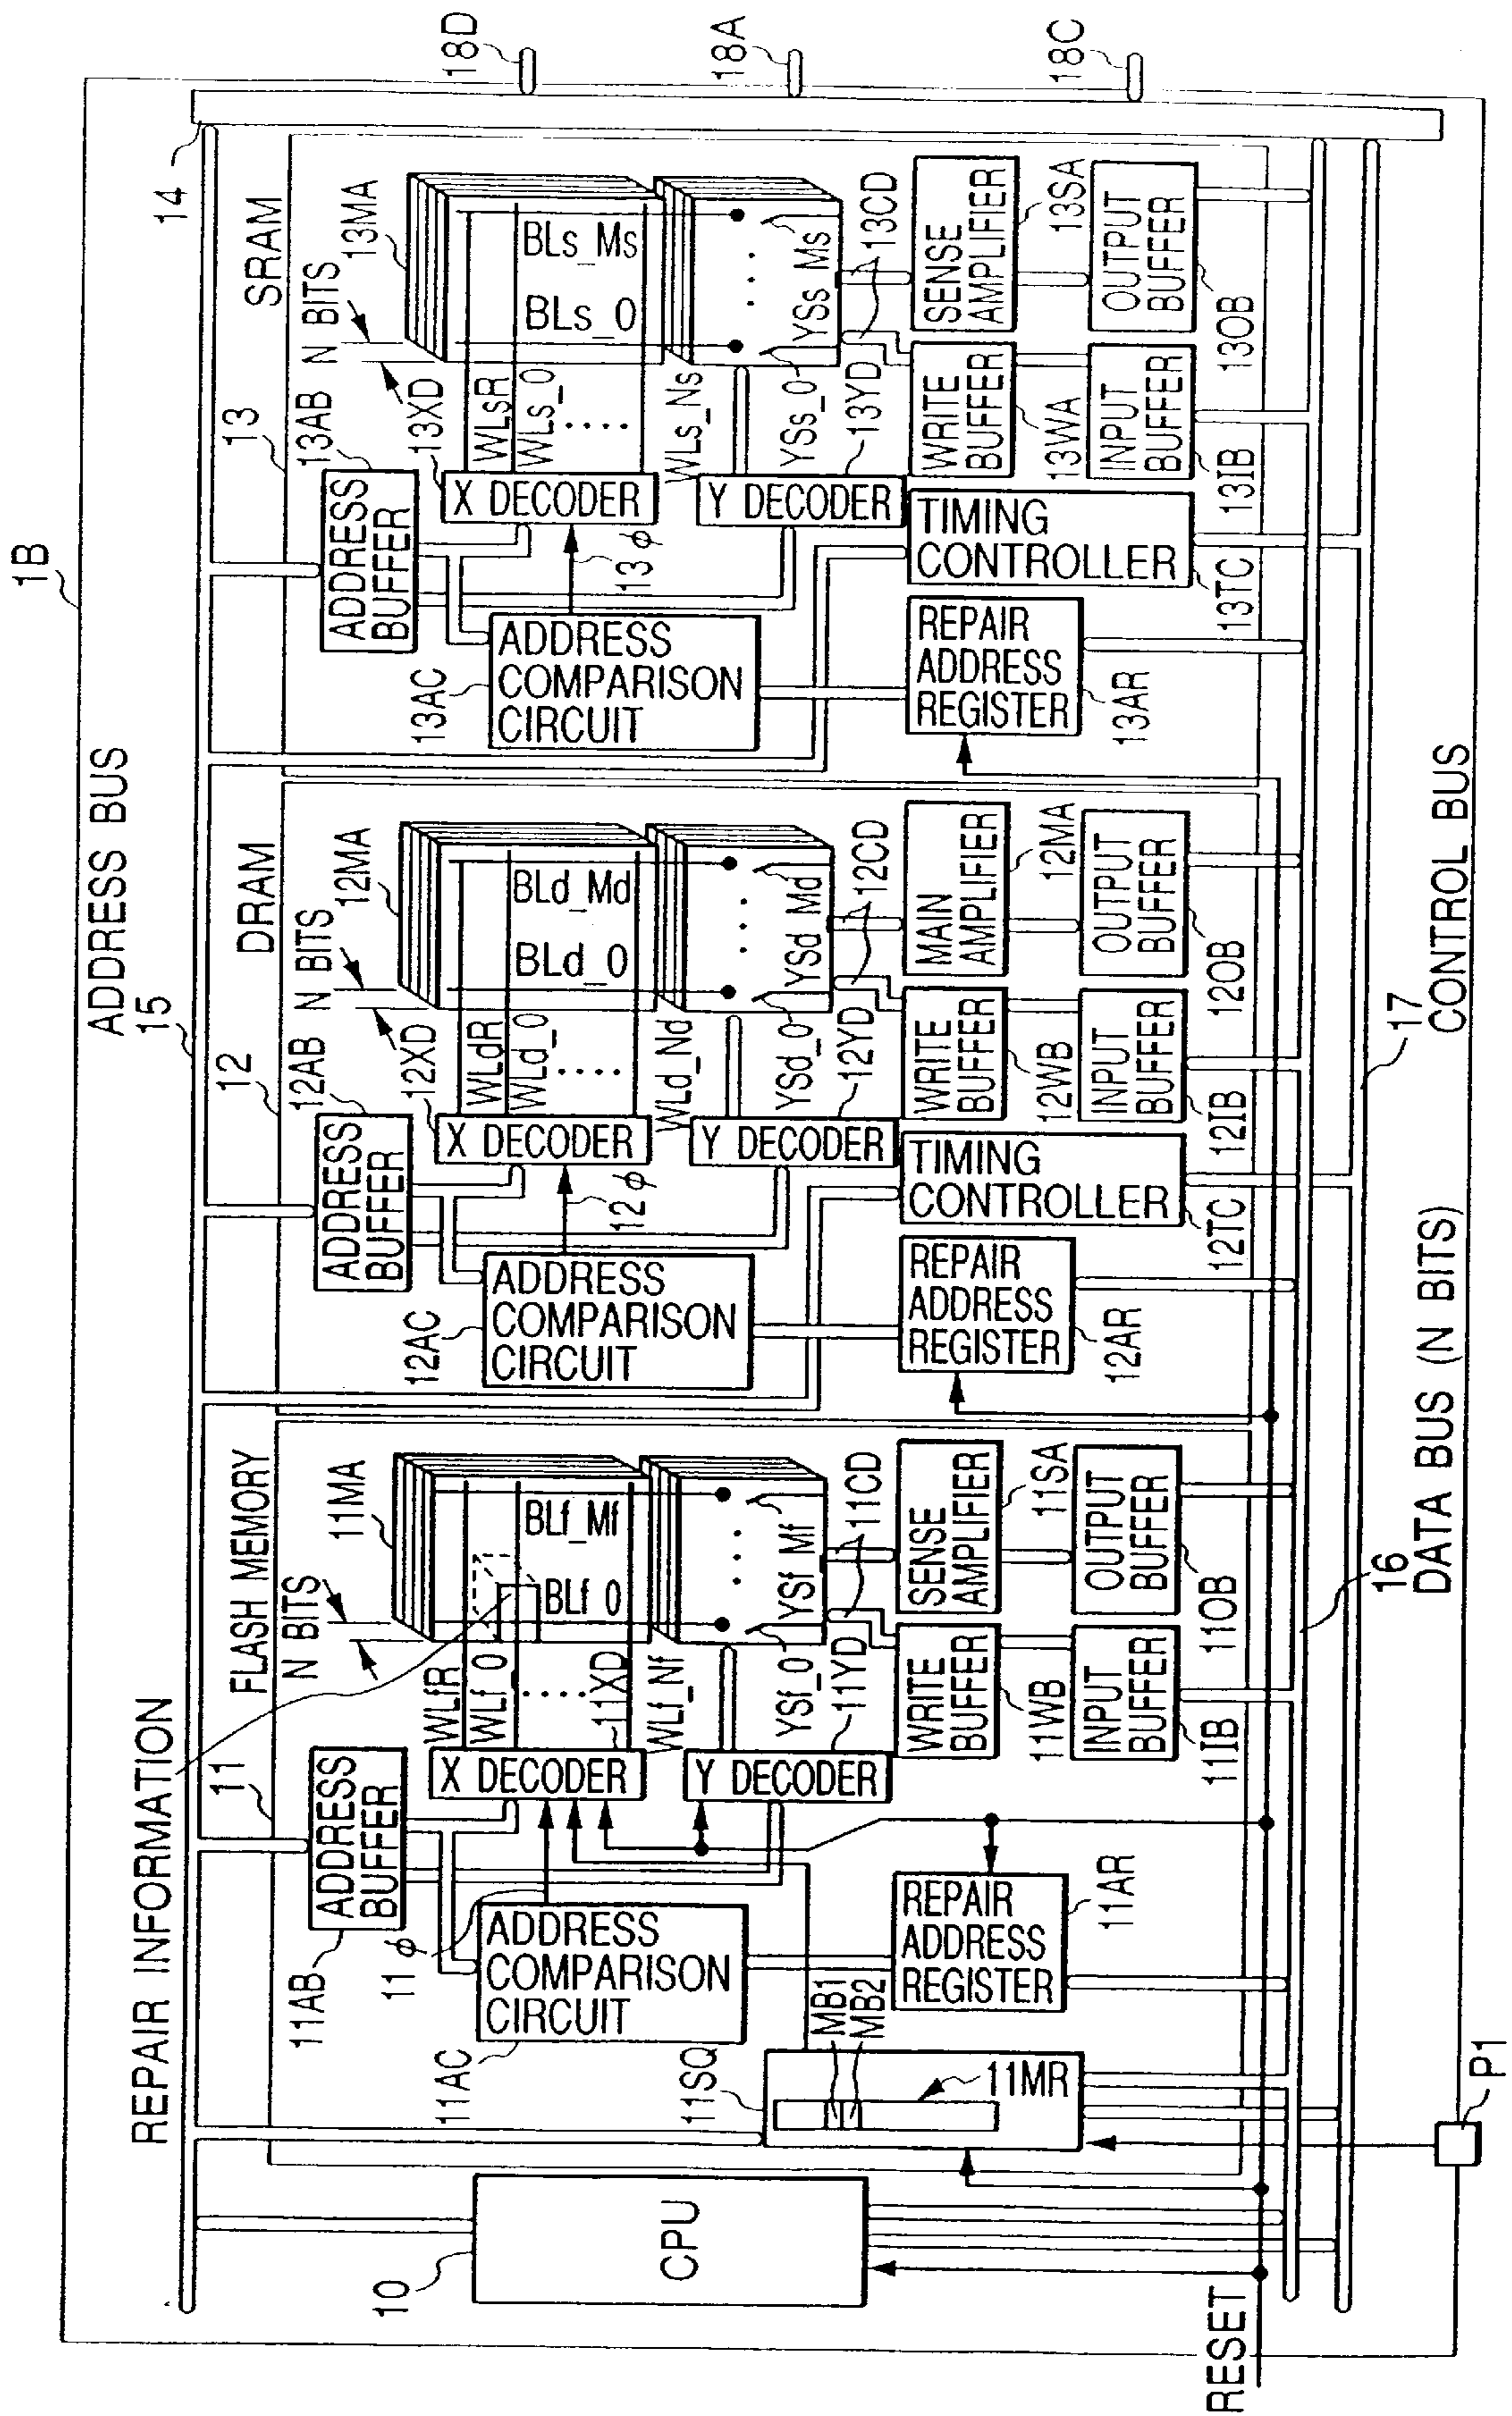 1B
ADDRESS BUS
15
14
18D
18A
18C
REPAIR INFORMATION
11
FLASH MEMORY
N BITS
11MA
11AB
ADDRESS
BUFFER
X DECODER
11XD
WLfR
WLf_0
WLf_Nf
BLf_Mf
BLf_0
11 ϕ
11AC
ADDRESS
COMPARISON
CIRCUIT
Y DECODER
11YD
YSf_0
YSf_Mf
11CD
11SQ
MB1
MB2
11MR
REPAIR
ADDRESS
REGISTER
11AR
WRITE
BUFFER
11WB
SENSE
AMPLIFIER
11SA
INPUT
BUFFER
11IB
OUTPUT
BUFFER
11OB
10
CPU
12
DRAM
N BITS
12MA
12AB
ADDRESS
BUFFER
12XD
X DECODER
WLdR
WLd_0
WLd_Nd
BLd_Md
BLd_0
12 ϕ
12AC
ADDRESS
COMPARISON
CIRCUIT
Y DECODER
12YD
YSd_0
YSd_Md
12CD
REPAIR
ADDRESS
REGISTER
12AR
TIMING
CONTROLLER
12TC
WRITE
BUFFER
12WB
MAIN
AMPLIFIER
12MA
INPUT
BUFFER
12IB
OUTPUT
BUFFER
12OB
13
SRAM
N BITS
13MA
13AB
ADDRESS
BUFFER
13XD
X DECODER
WLsR
WLs_0
WLs_Ns
BLs_Ms
BLs_0
13 ϕ
13AC
ADDRESS
COMPARISON
CIRCUIT
Y DECODER
13YD
YSs_0
YSs_Ms
13CD
REPAIR
ADDRESS
REGISTER
13AR
TIMING
CONTROLLER
13TC
WRITE
BUFFER
13WA
SENSE
AMPLIFIER
13SA
INPUT
BUFFER
13IB
OUTPUT
BUFFER
13OB
RESET
P1
16
DATA BUS (N BITS)
17
CONTROL BUS